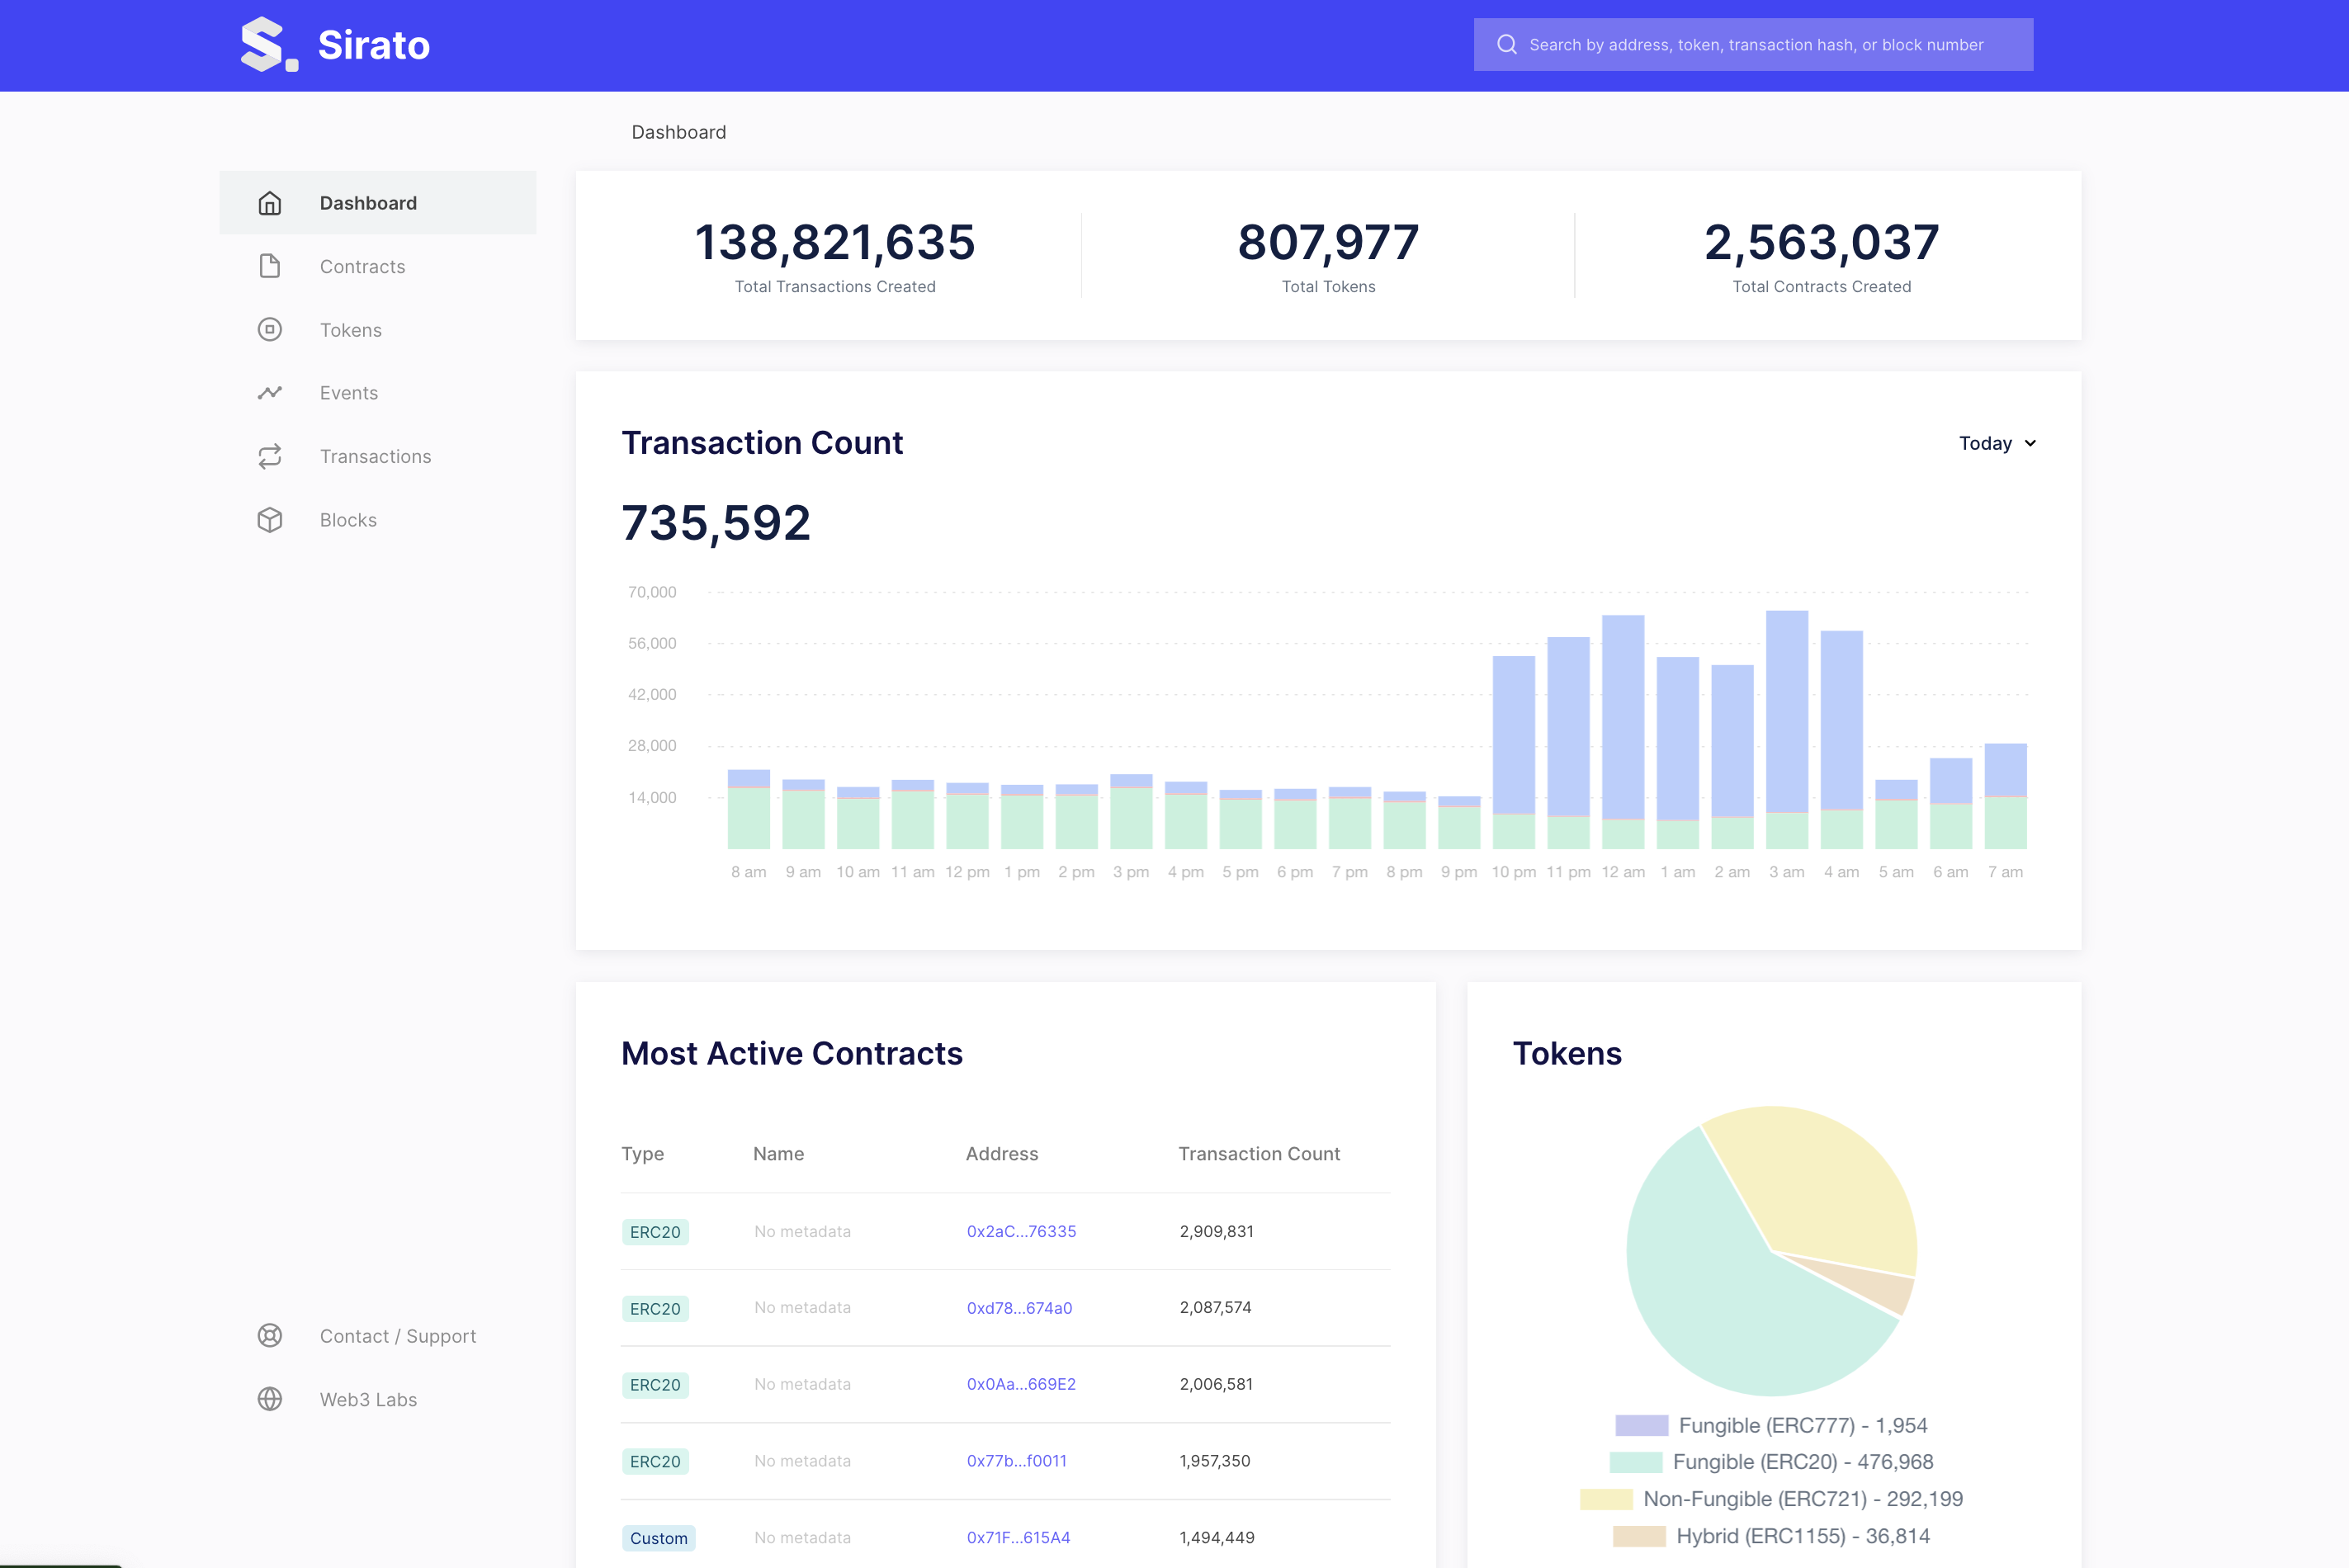 Sirato
Search by address, token, transaction hash, or block number
Dashboard
Dashboard
Contracts
Tokens
Events
Transactions
Blocks
Contact / Support
Web3 Labs
138,821,635
Total Transactions Created
807,977
Total Tokens
2,563,037
Total Contracts Created
Transaction Count
Today
735,592
70,000
56,000
42,000
28,000
14,000
8 am 9 am 10 am 11 am 12 pm 1 pm 2 pm 3 pm 4 pm 5 pm 6 pm 7 pm 8 pm 9 pm 10 pm 11 pm 12 am 1 am 2 am 3 am 4 am 5 am 6 am 7 am
Most Active Contracts
Type Name Address Transaction Count
ERC20 No metadata 0x2aC...76335 2,909,831
ERC20 No metadata 0xd78...674a0 2,087,574
ERC20 No metadata 0x0Aa...669E2 2,006,581
ERC20 No metadata 0x77b...f0011 1,957,350
Custom No metadata 0x71F...615A4 1,494,449
Tokens
Fungible (ERC777) - 1,954
Fungible (ERC20) - 476,968
Non-Fungible (ERC721) - 292,199
Hybrid (ERC1155) - 36,814